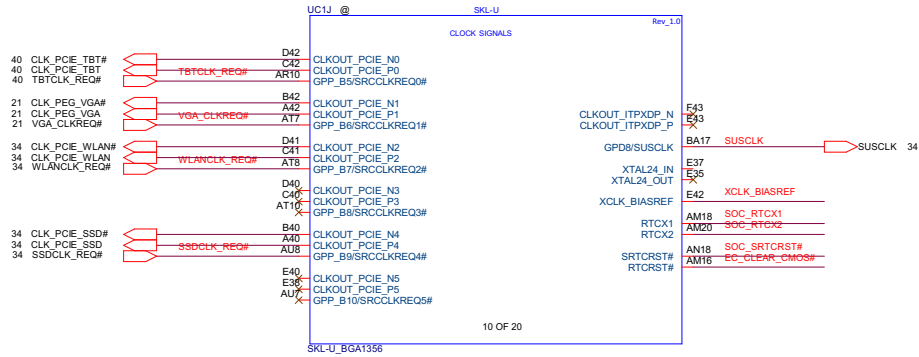 UC1J @ SKL-U
Rev_1.0
CLOCK SIGNALS
40 CLK_PCIE_TBT# D42 CLKOUT_PCIE_N0
40 CLK_PCIE_TBT C42 CLKOUT_PCIE_P0
40 TBTCLK_REQ# TBTCLK_REQ# AR10 GPP_B5/SRCCLKREQ0#
21 CLK_PEG_VGA# B42 CLKOUT_PCIE_N1
21 CLK_PEG_VGA A42 CLKOUT_PCIE_P1 CLKOUT_ITPXDP_N F43
21 VGA_CLKREQ# VGA_CLKREQ# AT7 GPP_B6/SRCCLKREQ1# CLKOUT_ITPXDP_P E43
34 CLK_PCIE_WLAN# D41 CLKOUT_PCIE_N2 GPD8/SUSCLK BA17 SUSCLK SUSCLK 34
34 CLK_PCIE_WLAN C41 CLKOUT_PCIE_P2
34 WLANCLK_REQ# WLANCLK_REQ# AT8 GPP_B7/SRCCLKREQ2# XTAL24_IN E37
XTAL24_OUT E35
D40 CLKOUT_PCIE_N3
C40 CLKOUT_PCIE_P3 XCLK_BIASREF E42 XCLK_BIASREF
AT10 GPP_B8/SRCCLKREQ3#
RTCX1 AM18 SOC_RTCX1
34 CLK_PCIE_SSD# B40 CLKOUT_PCIE_N4 RTCX2 AM20 SOC_RTCX2
34 CLK_PCIE_SSD A40 CLKOUT_PCIE_P4
34 SSDCLK_REQ# SSDCLK_REQ# AU8 GPP_B9/SRCCLKREQ4# SRTCRST# AN18 SOC_SRTCRST#
RTCRST# AM16 EC_CLEAR_CMOS#
E40 CLKOUT_PCIE_N5
E38 CLKOUT_PCIE_P5
AU7 GPP_B10/SRCCLKREQ5#
10 OF 20
SKL-U_BGA1356